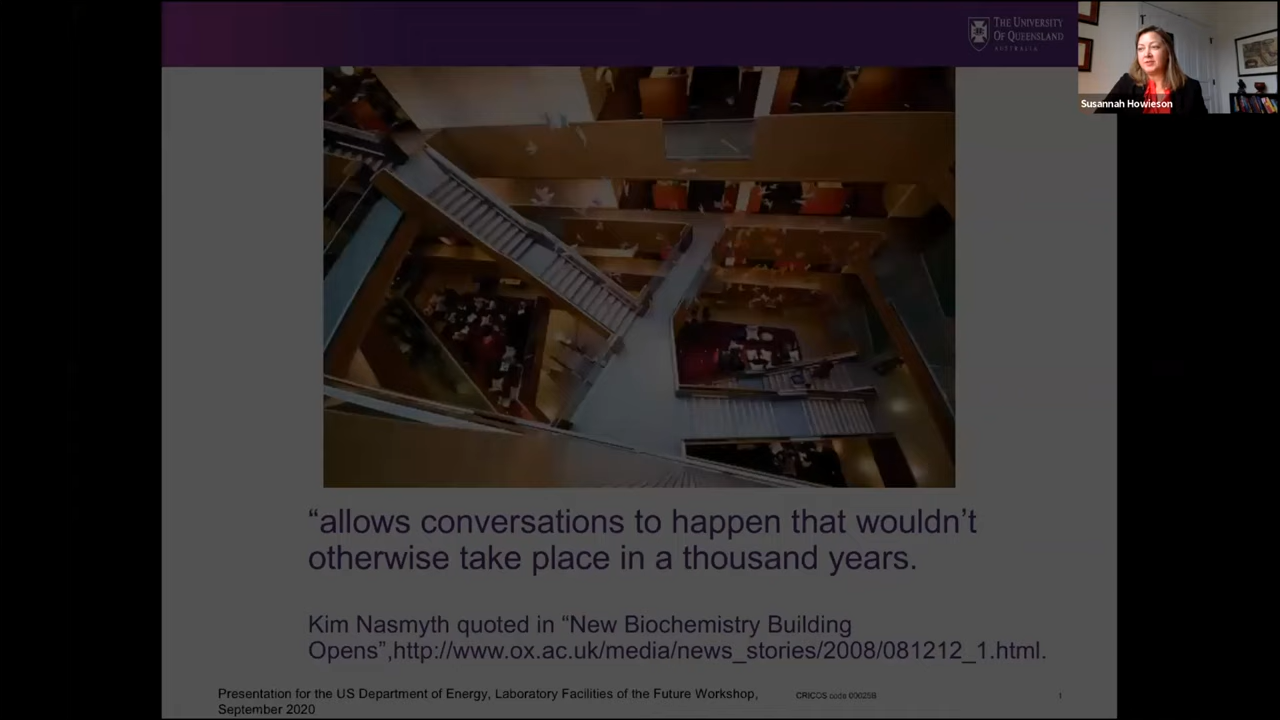 THE UNIVERSITY
OF QUEENSLAND
AUSTRALIA
Susannah Howieson
“allows conversations to happen that wouldn’t
otherwise take place in a thousand years.
Kim Nasmyth quoted in “New Biochemistry Building
Opens”,http://www.ox.ac.uk/media/news_stories/2008/081212_1.html.
Presentation for the US Department of Energy, Laboratory Facilities of the Future Workshop,
September 2020
CRICOS code 00025B
1